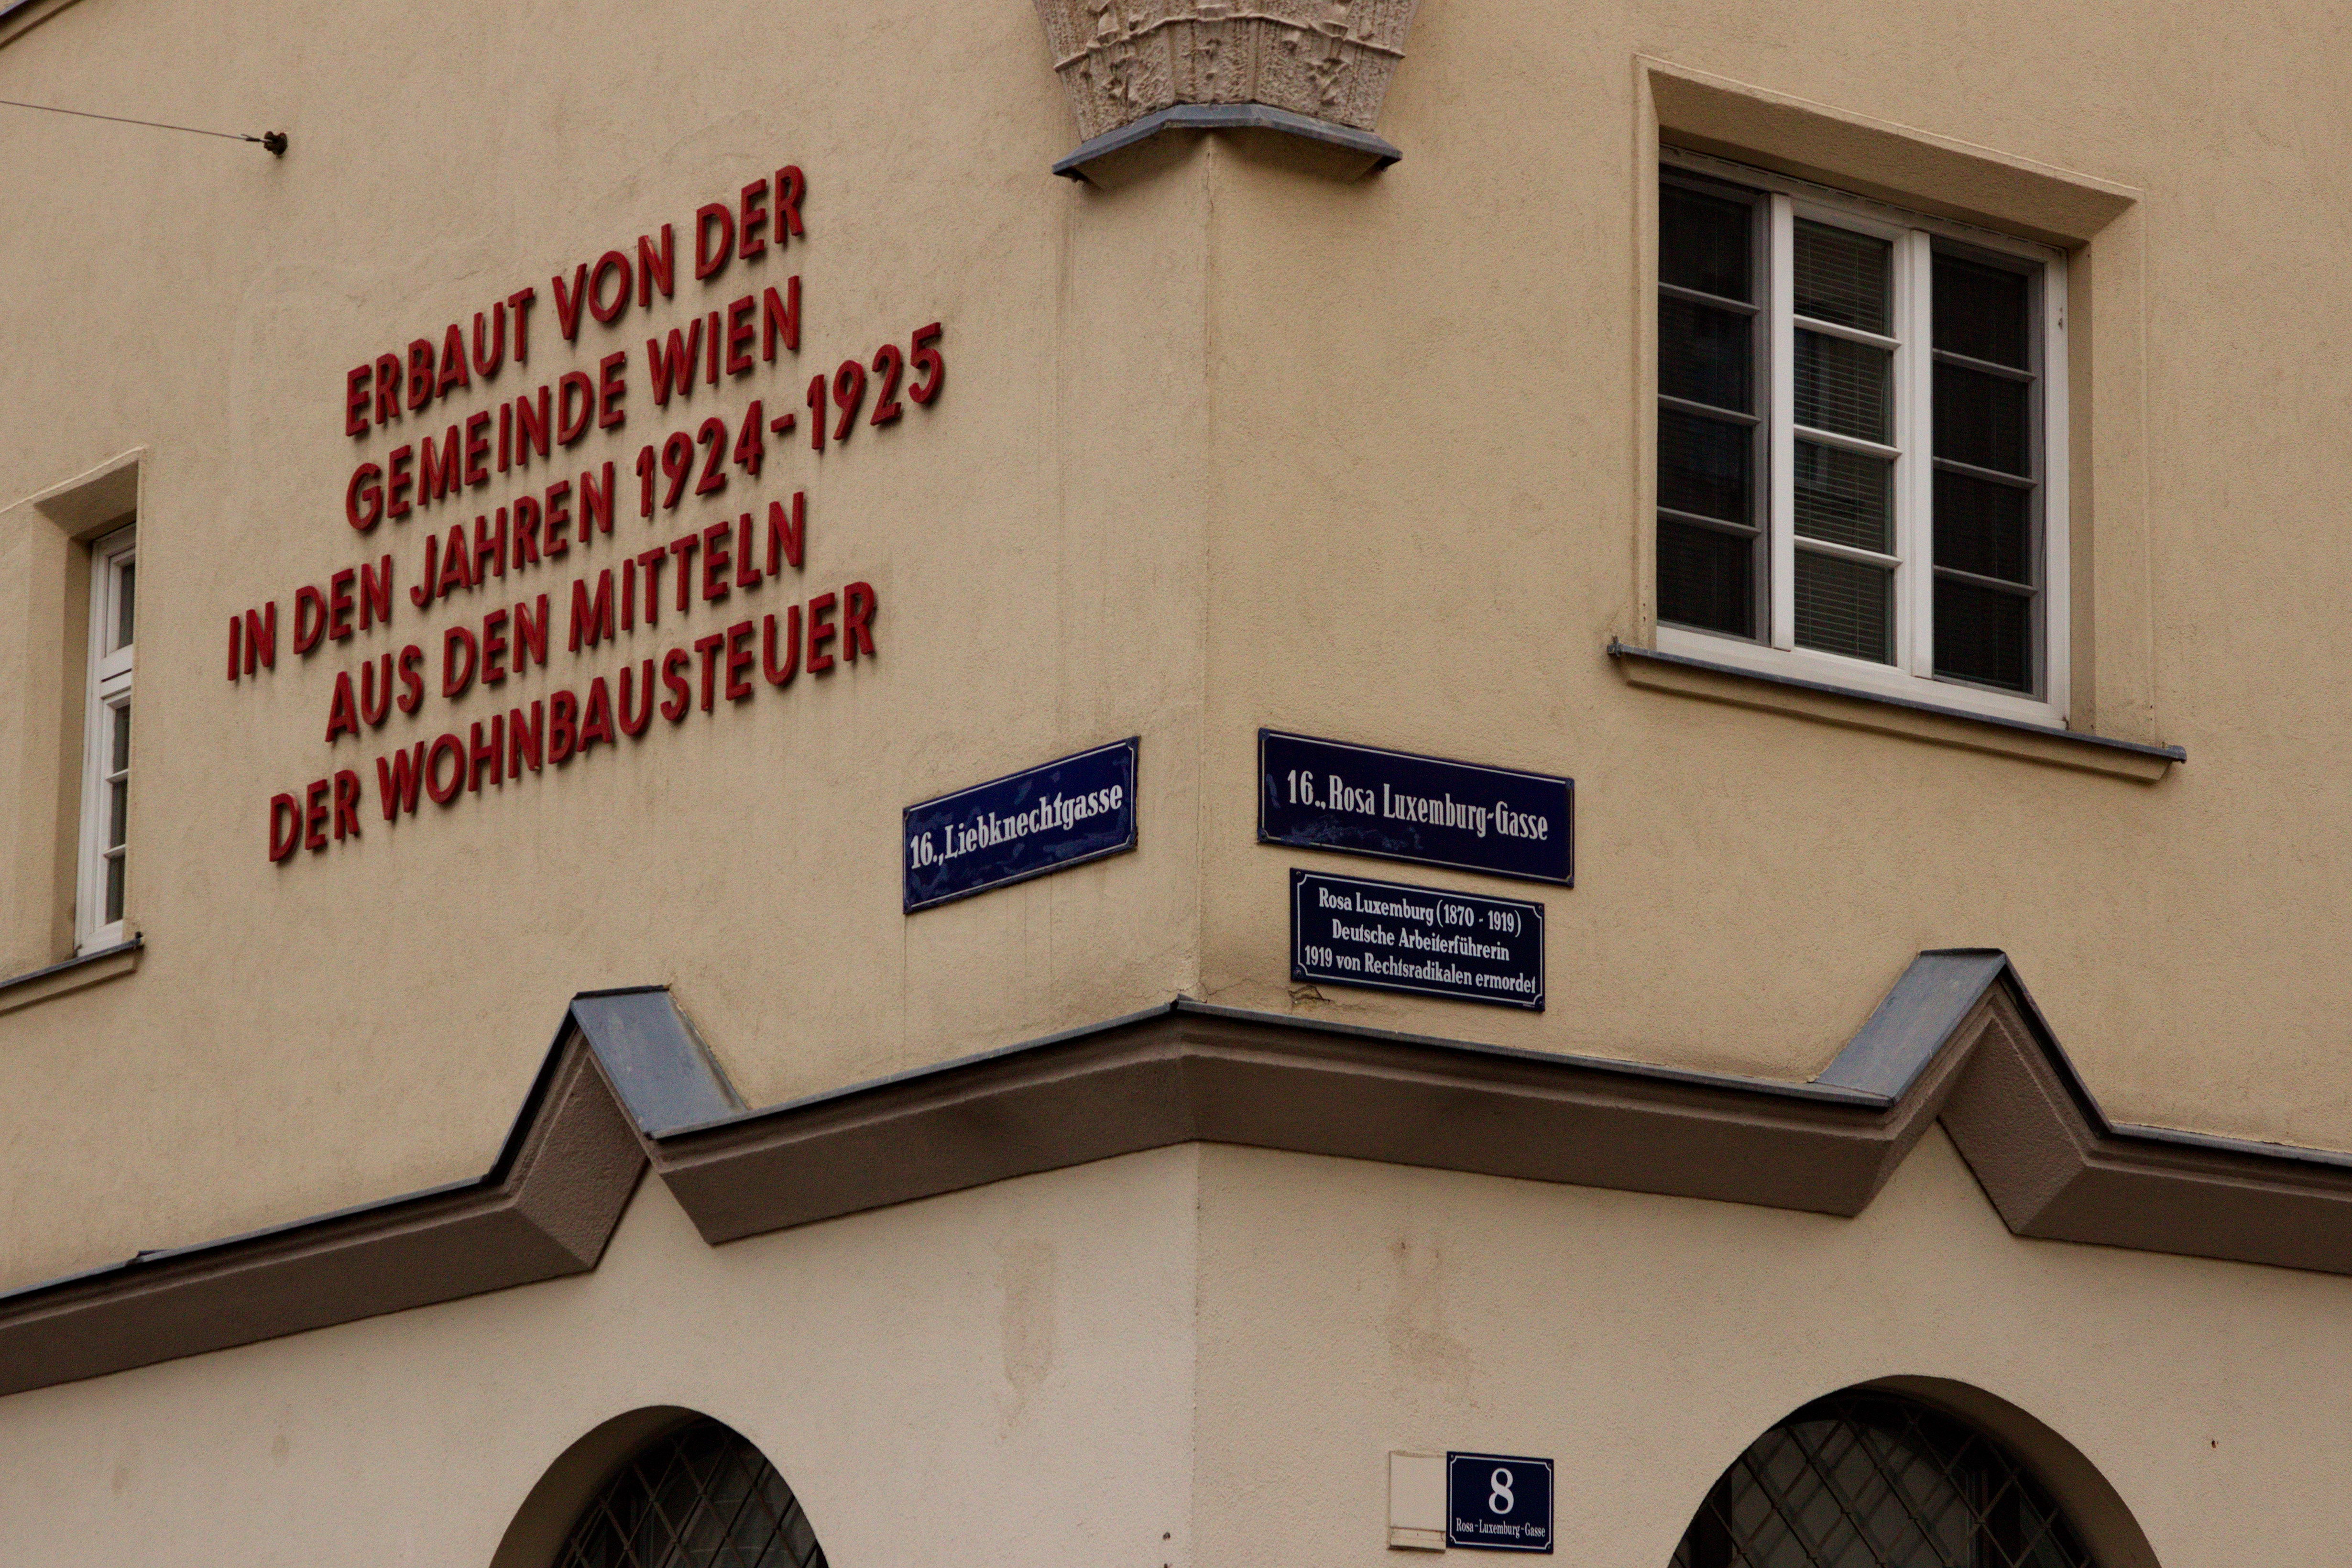 ERBAUT VON DER
GEMEINDE WIEN
IN DEN JAHREN 1924-1925
AUS DEN MITTELN
DER WOHNBAUSTEUER
16., Liebknechtgasse
16., Rosa Luxemburg-Gasse
Rosa Luxemburg (1870 - 1919)
Deutsche Arbeiterführerin
1919 von Rechtsradikalen ermordet
8
Rosa-Luxemburg-Gasse